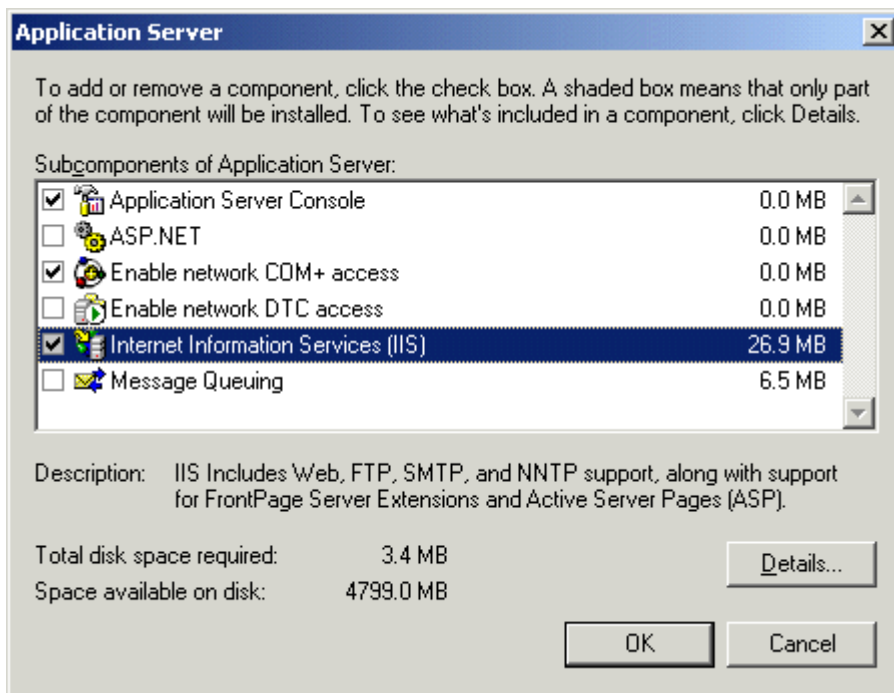 Application Server
To add or remove a component, click the check box. A shaded box means that only part
of the component will be installed. To see what's included in a component, click Details.
Subcomponents of Application Server:
Application Server Console 0.0 MB
ASP.NET 0.0 MB
Enable network COM+ access 0.0 MB
Enable network DTC access 0.0 MB
Internet Information Services (IIS) 26.9 MB
Message Queuing 6.5 MB
Description: IIS Includes Web, FTP, SMTP, and NNTP support, along with support
for FrontPage Server Extensions and Active Server Pages (ASP).
Total disk space required: 3.4 MB
Details...
Space available on disk: 4799.0 MB
OK Cancel